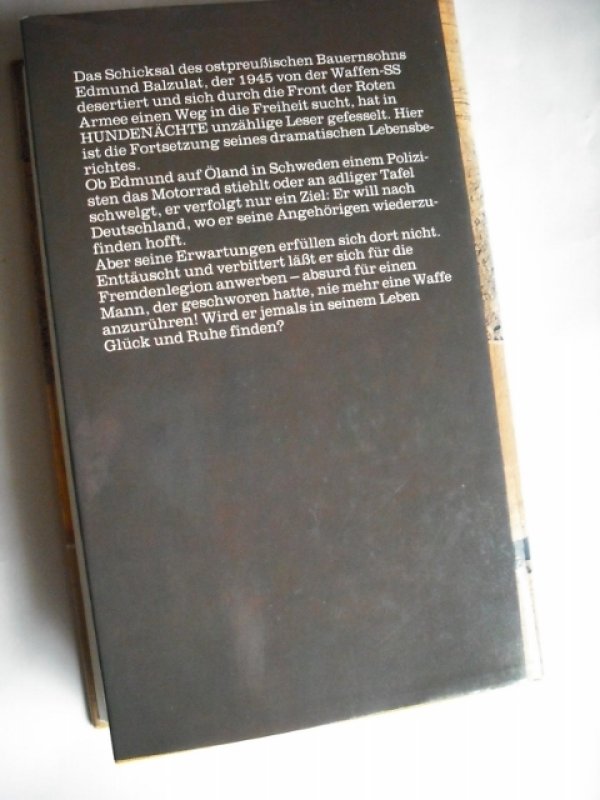 Das Schicksal des ostpreußischen Bauernsohns
Edmund Balzulat, der 1945 von der Waffen-SS
desertiert und sich durch die Front der Roten
Armee einen Weg in die Freiheit sucht, hat in
HUNDENÄCHTE unzählige Leser gefesselt. Hier
ist die Fortsetzung seines dramatischen Lebensbe-
richtes.
Ob Edmund auf Öland in Schweden einem Polizi-
sten das Motorrad stiehlt oder an adliger Tafel
schwelgt, er verfolgt nur ein Ziel: Er will nach
Deutschland, wo er seine Angehörigen wiederzu-
finden hofft.
Aber seine Erwartungen erfüllen sich dort nicht.
Enttäuscht und verbittert läßt er sich für die
Fremdenlegion anwerben – absurd für einen
Mann, der geschworen hatte, nie mehr eine Waffe
anzurühren! Wird er jemals in seinem Leben
Glück und Ruhe finden?